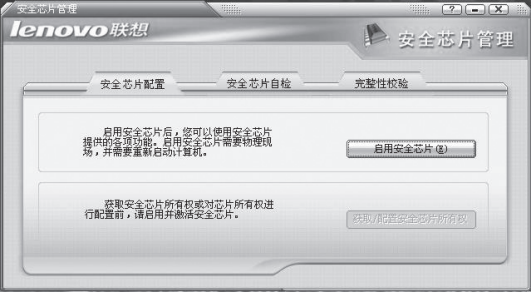 安全芯片管理
lenovo联想
安全芯片管理
安全芯片配置 安全芯片自检 完整性校验
启用安全芯片后，您可以使用安全芯片
提供的各项功能。启用安全芯片需要物理现
场，并需要重新启动计算机。
启用安全芯片(E)
获取安全芯片所有权或对芯片所有权进
行配置前，请启用并激活安全芯片。
获取/配置安全芯片所有权